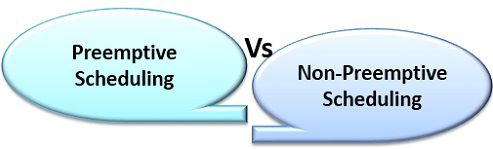 Preemptive
Scheduling
Vs
Non-Preemptive
Scheduling